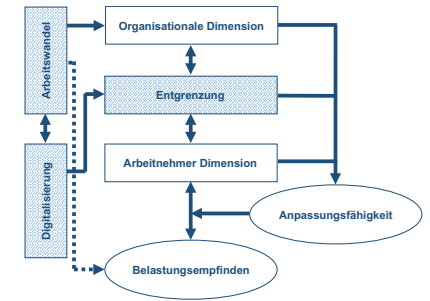 Arbeitswandel
Organisationale Dimension
Entgrenzung
Digitalisierung
Arbeitnehmer Dimension
Anpassungsfähigkeit
Belastungsempfinden